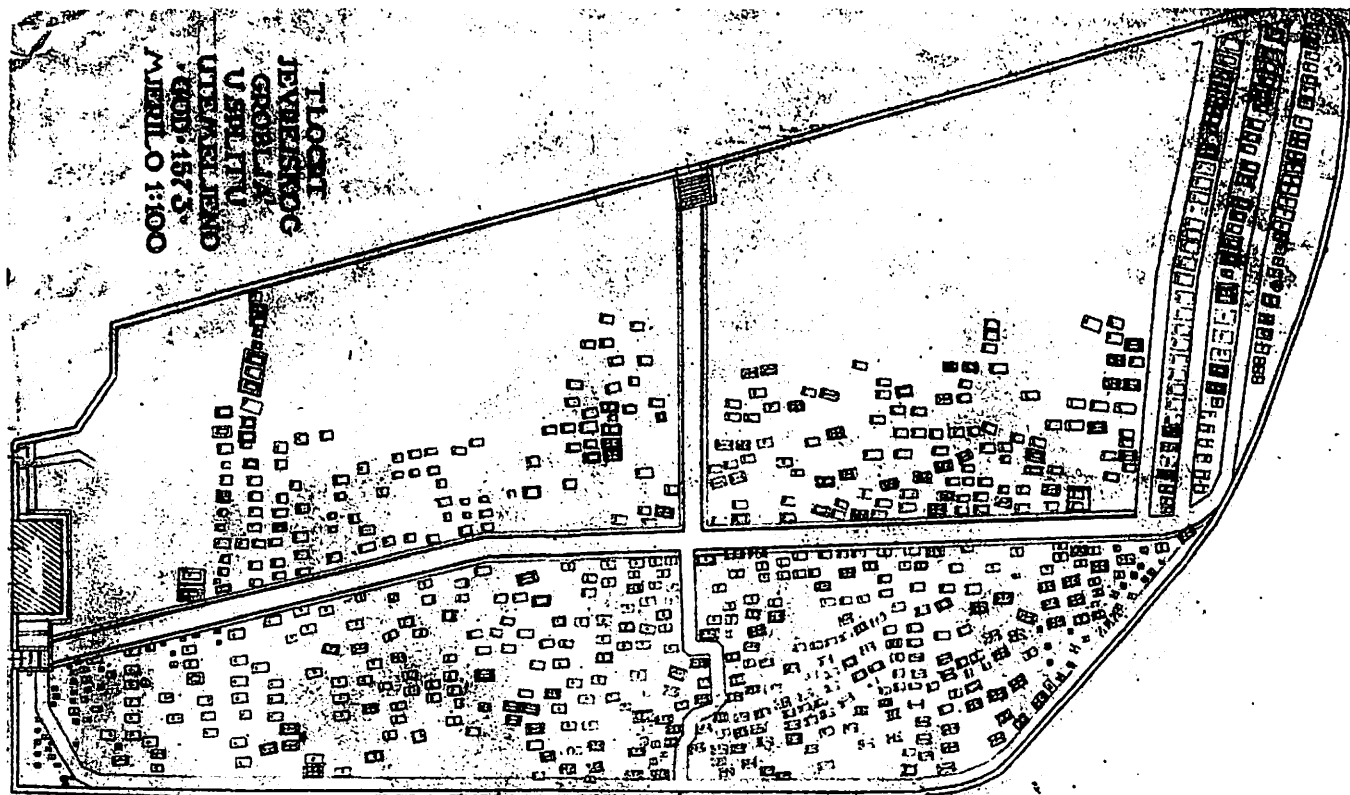 TLOCRT
JEVREJSKOG
GROBLJA
U SPLITU
UTEMELJENO
GOD·1573·
MJERILO 1:100